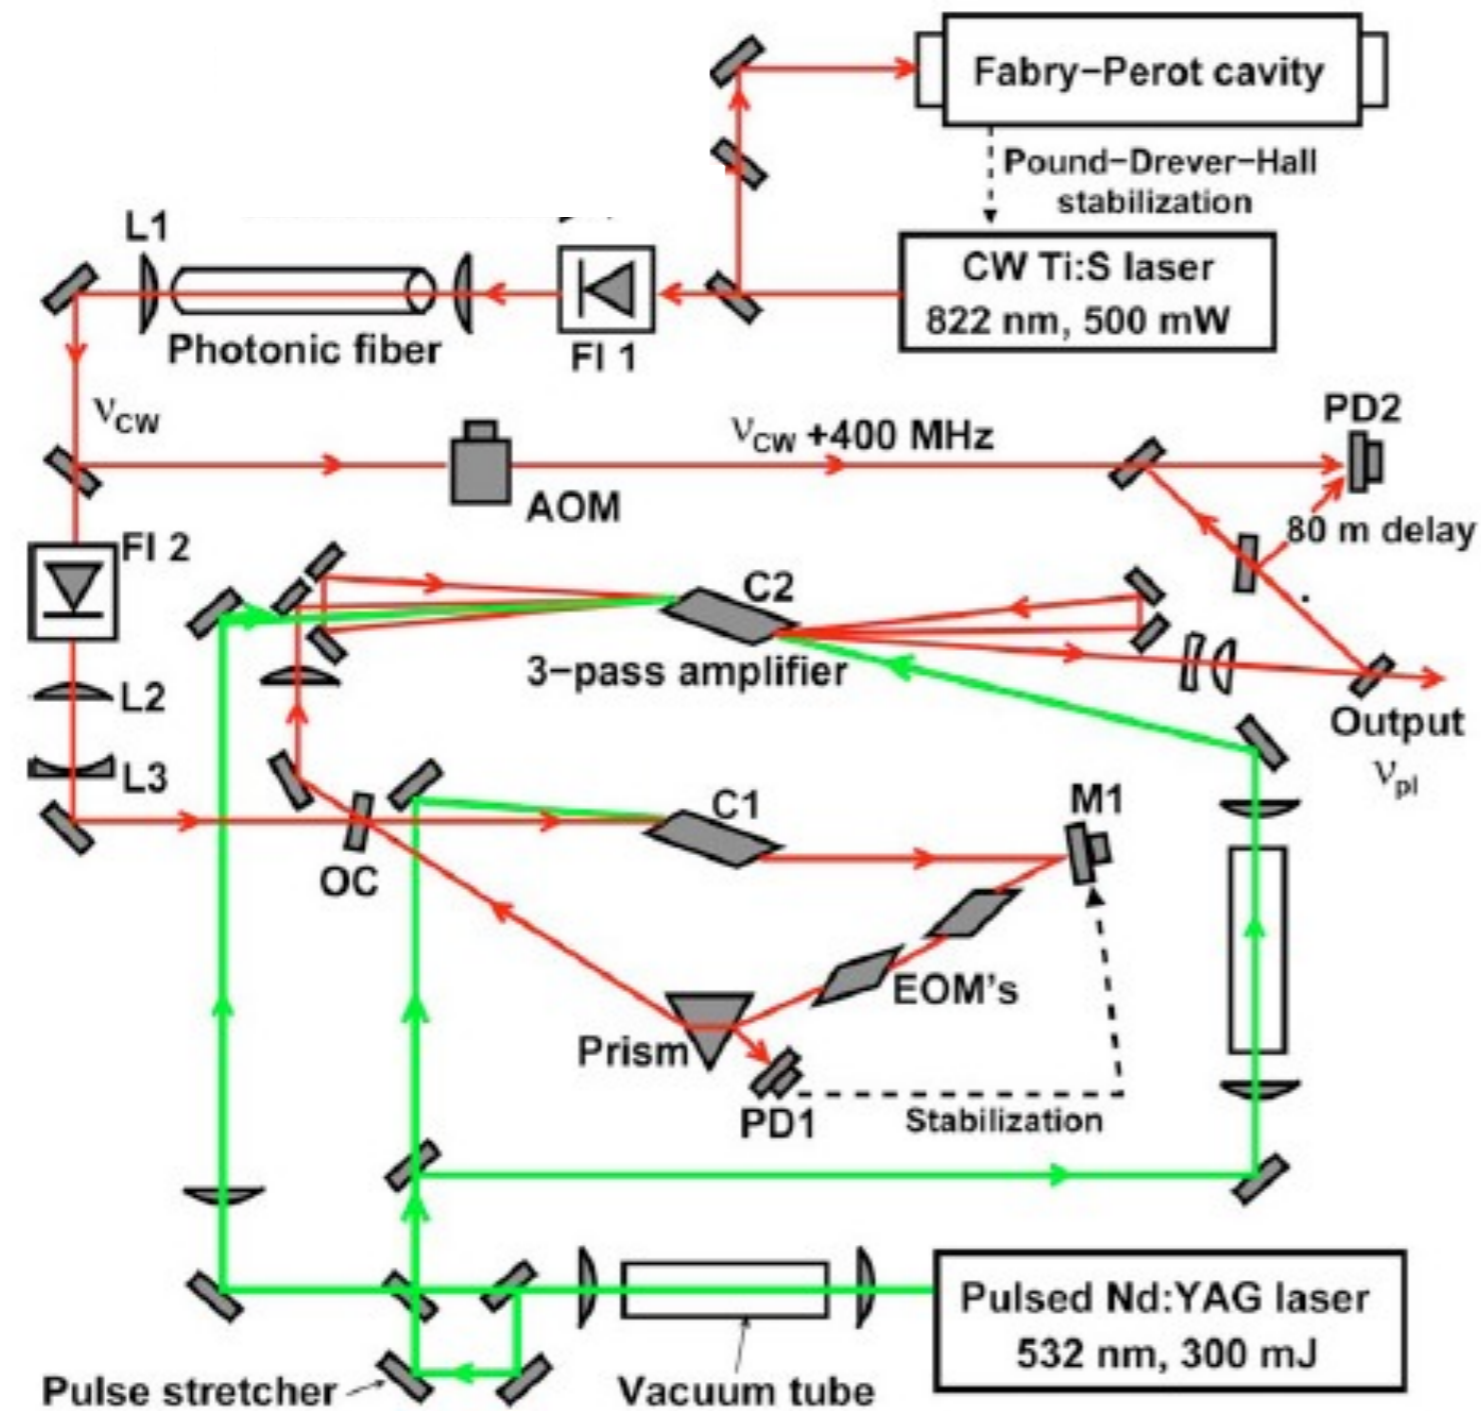 Fabry−Perot cavity
Pound−Drever−Hall
stabilization
L1
CW Ti:S laser
822 nm, 500 mW
Photonic fiber
FI 1
νCW
νCW +400 MHz
PD2
AOM
80 m delay
FI 2
C2
3−pass amplifier
L2
Output
νpl
L3
C1
M1
OC
EOM's
Prism
PD1
Stabilization
Pulsed Nd:YAG laser
532 nm, 300 mJ
Pulse stretcher
Vacuum tube